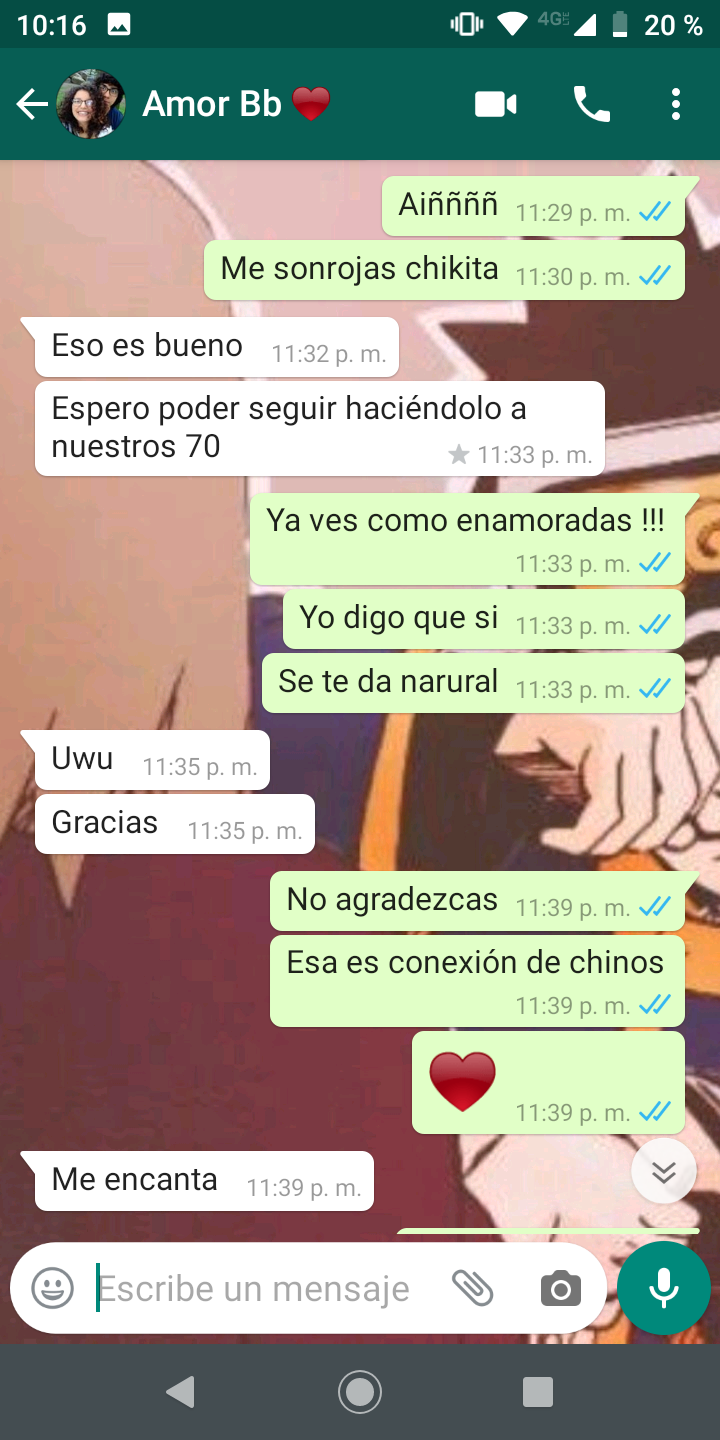 10:16
4G LTE
20 %
Amor Bb ❤️
Aiññññ 11:29 p. m.
Me sonrojas chikita 11:30 p. m.
Eso es bueno 11:32 p. m.
Espero poder seguir haciéndolo a
nuestros 70 11:33 p. m.
Ya ves como enamoradas !!!
11:33 p. m.
Yo digo que si 11:33 p. m.
Se te da narural 11:33 p. m.
Uwu 11:35 p. m.
Gracias 11:35 p. m.
No agradezcas 11:39 p. m.
Esa es conexión de chinos
11:39 p. m.
❤️ 11:39 p. m.
Me encanta 11:39 p. m.
Escribe un mensaje